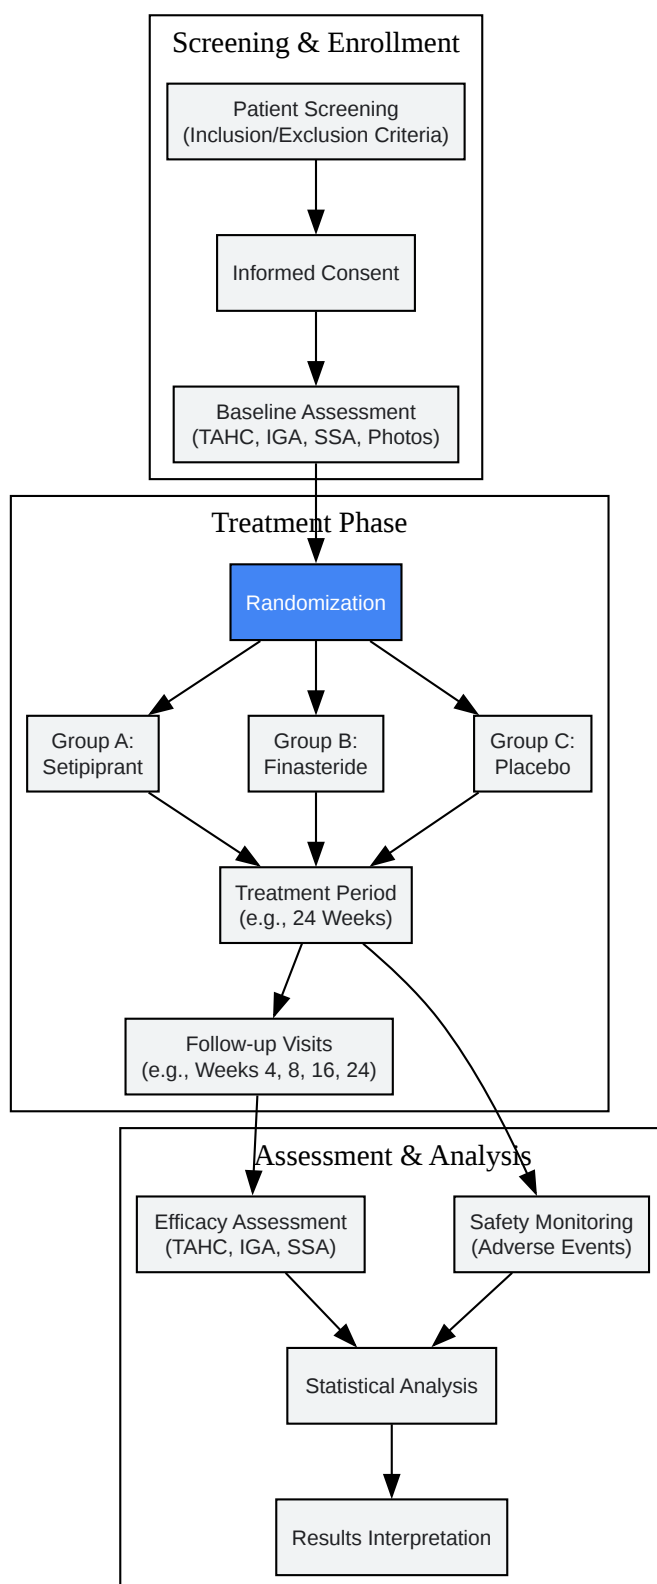 Screening & Enrollment
Patient Screening
(Inclusion/Exclusion Criteria)
Informed Consent
Baseline Assessment
(TAHC, IGA, SSA, Photos)
Treatment Phase
Randomization
Group A:
Setipiprant
Group B:
Finasteride
Group C:
Placebo
Treatment Period
(e.g., 24 Weeks)
Follow-up Visits
(e.g., Weeks 4, 8, 16, 24)
Assessment & Analysis
Efficacy Assessment
(TAHC, IGA, SSA)
Safety Monitoring
(Adverse Events)
Statistical Analysis
Results Interpretation